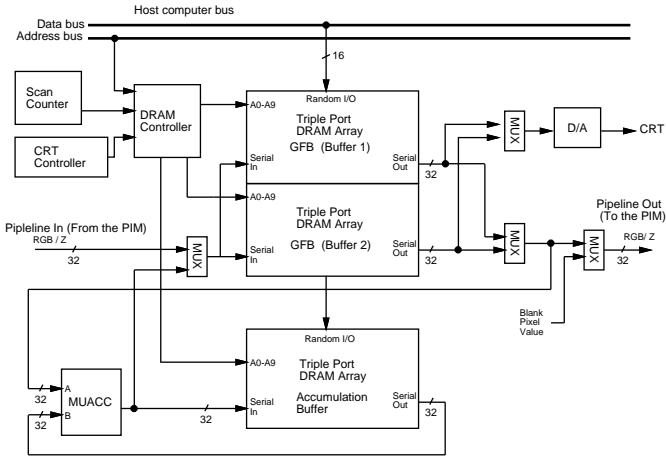 Host computer bus
Data bus
Address bus
16
Scan
Counter
CRT
Controller
DRAM
Controller
A0-A9
Random I/O
Triple Port
DRAM Array
GFB (Buffer 1)
Serial
In
Serial
Out
32
MUX
D/A
CRT
A0-A9
Triple Port
DRAM Array
GFB (Buffer 2)
Serial
In
Serial
Out
32
Pipleline In (From the PIM)
RGB / Z
32
MUX
MUX
MUX
Pipeline Out
(To the PIM)
RGB/ Z
32
Blank
Pixel
Value
Random I/O
A0-A9
Triple Port
DRAM Array
Accumulation
Buffer
Serial
In
Serial
Out
32
32
A
32
MUACC
B
32